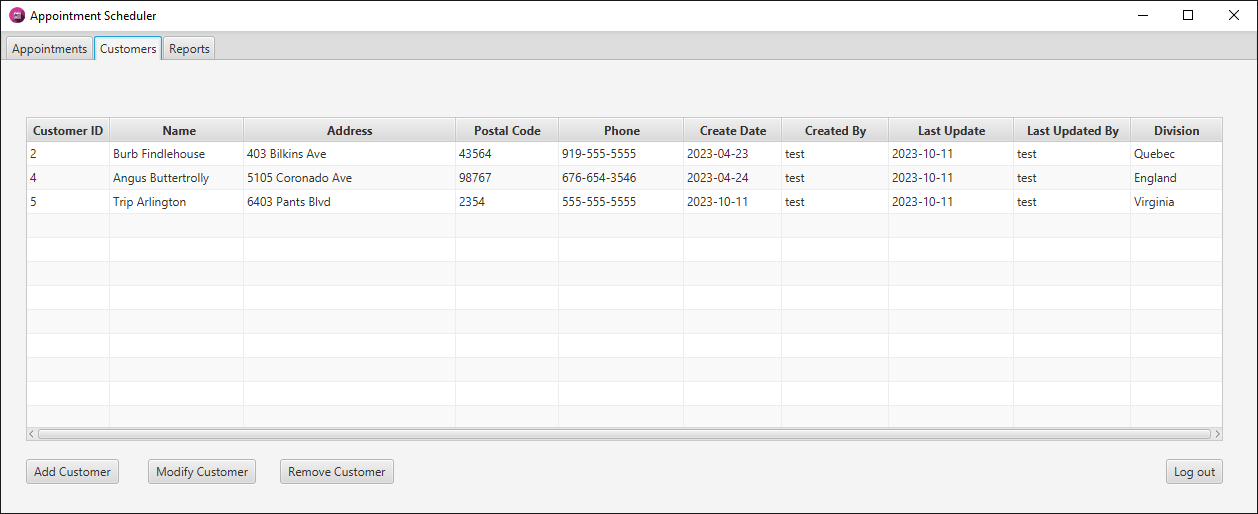 Appointment Scheduler
Appointments Customers Reports
Customer ID Name Address Postal Code Phone Create Date Created By Last Update Last Updated By Division
2 Burb Findlehouse 403 Bilkins Ave 43564 919-555-5555 2023-04-23 test 2023-10-11 test Quebec
4 Angus Buttertrolly 5105 Coronado Ave 98767 676-654-3546 2023-04-24 test 2023-10-11 test England
5 Trip Arlington 6403 Pants Blvd 2354 555-555-5555 2023-10-11 test 2023-10-11 test Virginia
Add Customer Modify Customer Remove Customer Log out